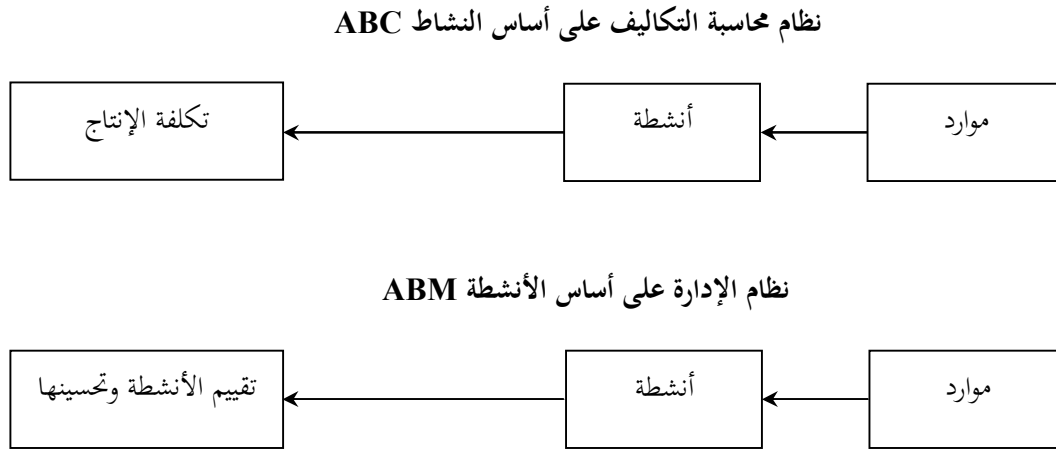 نظام محاسبة التكاليف على أساس النشاط ABC
موارد
أنشطة
تكلفة الإنتاج
نظام الإدارة على أساس الأنشطة ABM
موارد
أنشطة
تقييم الأنشطة وتحسينها